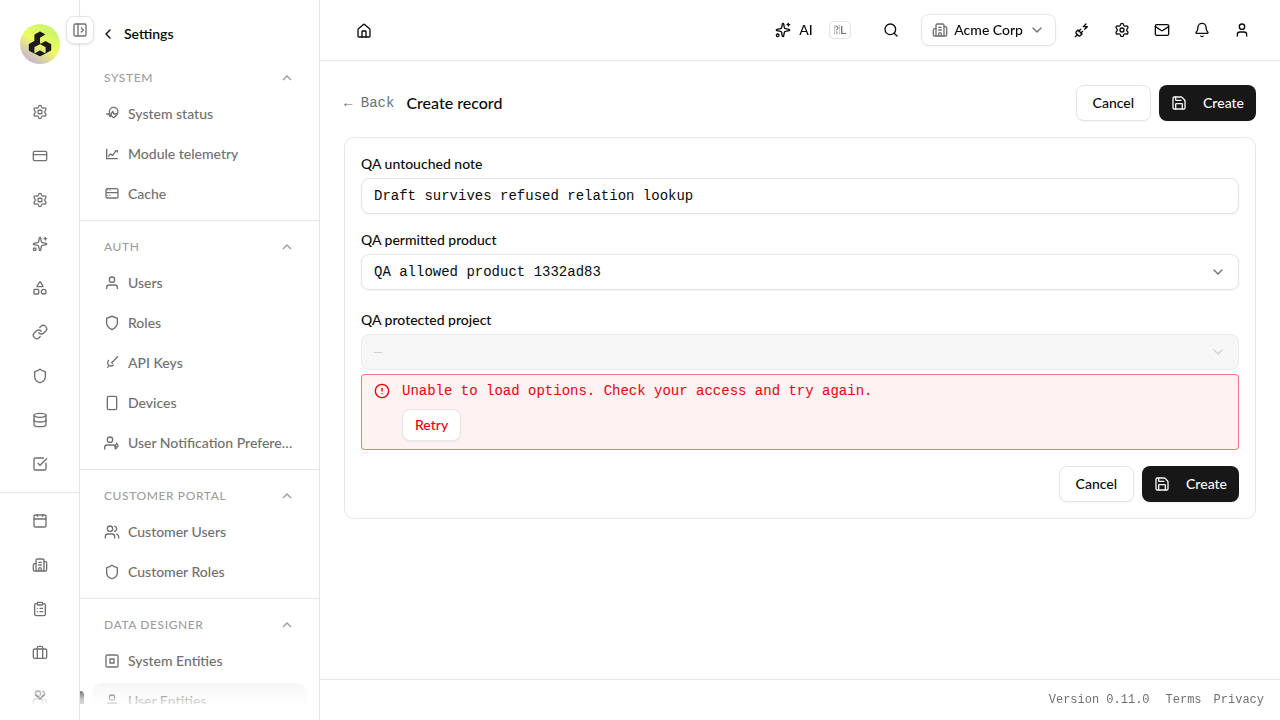 Settings
SYSTEM
System status
Module telemetry
Cache
AUTH
Users
Roles
API Keys
Devices
User Notification Prefere...
CUSTOMER PORTAL
Customer Users
Customer Roles
DATA DESIGNER
System Entities
User Entities
AI
L
Acme Corp
← Back Create record
Cancel Create
QA untouched note
Draft survives refused relation lookup
QA permitted product
QA allowed product 1332ad83
QA protected project
—
Unable to load options. Check your access and try again.
Retry
Cancel Create
Version 0.11.0 Terms Privacy